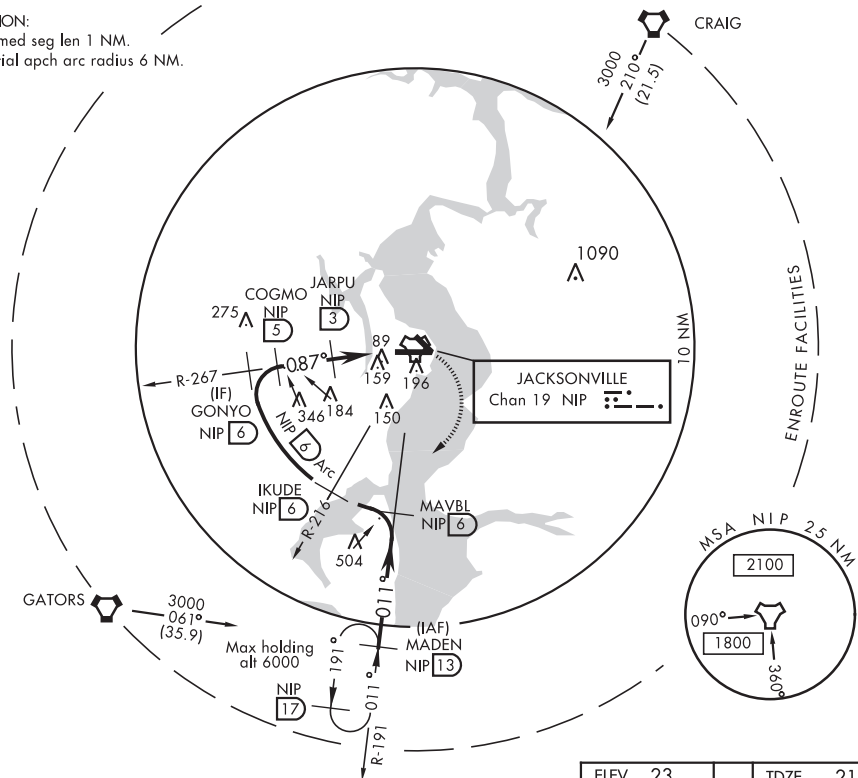 ION:
med seg len 1 NM.
ial apch arc radius 6 NM.
CRAIG
3000
210°
(21.5)
1090
JARPU
NIP
3
COGMO
NIP
5
275
89
159
196
087°
R-267
(IF)
GONYO
NIP 6
346
184
150
NIP 6 Arc
JACKSONVILLE
Chan 19 NIP
10 NM
ENROUTE FACILITIES
IKUDE
NIP 6
R-216
MAVBL
NIP 6
504
011°
GATORS
3000
061°
(35.9)
(IAF)
MADEN
NIP 13
Max holding
alt 6000
191°
011°
NIP
17
R-191
MSA NIP 25 NM
2100
090°
1800
360°
ELEV 23
TDZE 21